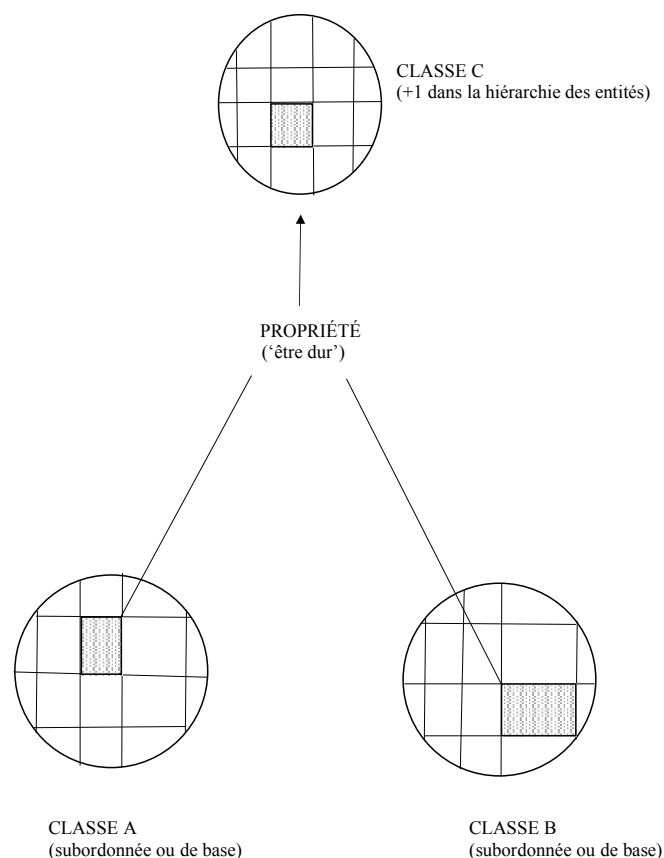 CLASSE C
(+1 dans la hiérarchie des entités)
PROPRIÉTÉ
(‘être dur’)
CLASSE A
(subordonnée ou de base)
CLASSE B
(subordonnée ou de base)